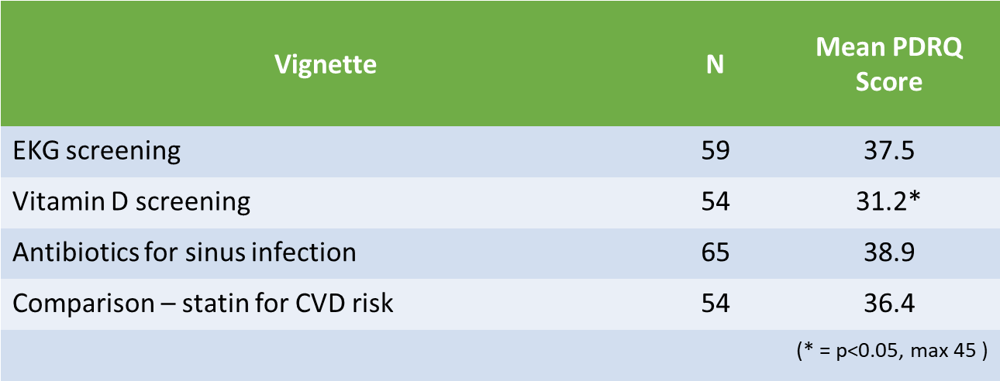 Vignette N Mean PDRQ Score
EKG screening 59 37.5
Vitamin D screening 54 31.2*
Antibiotics for sinus infection 65 38.9
Comparison – statin for CVD risk 54 36.4
(* = p<0.05, max 45 )